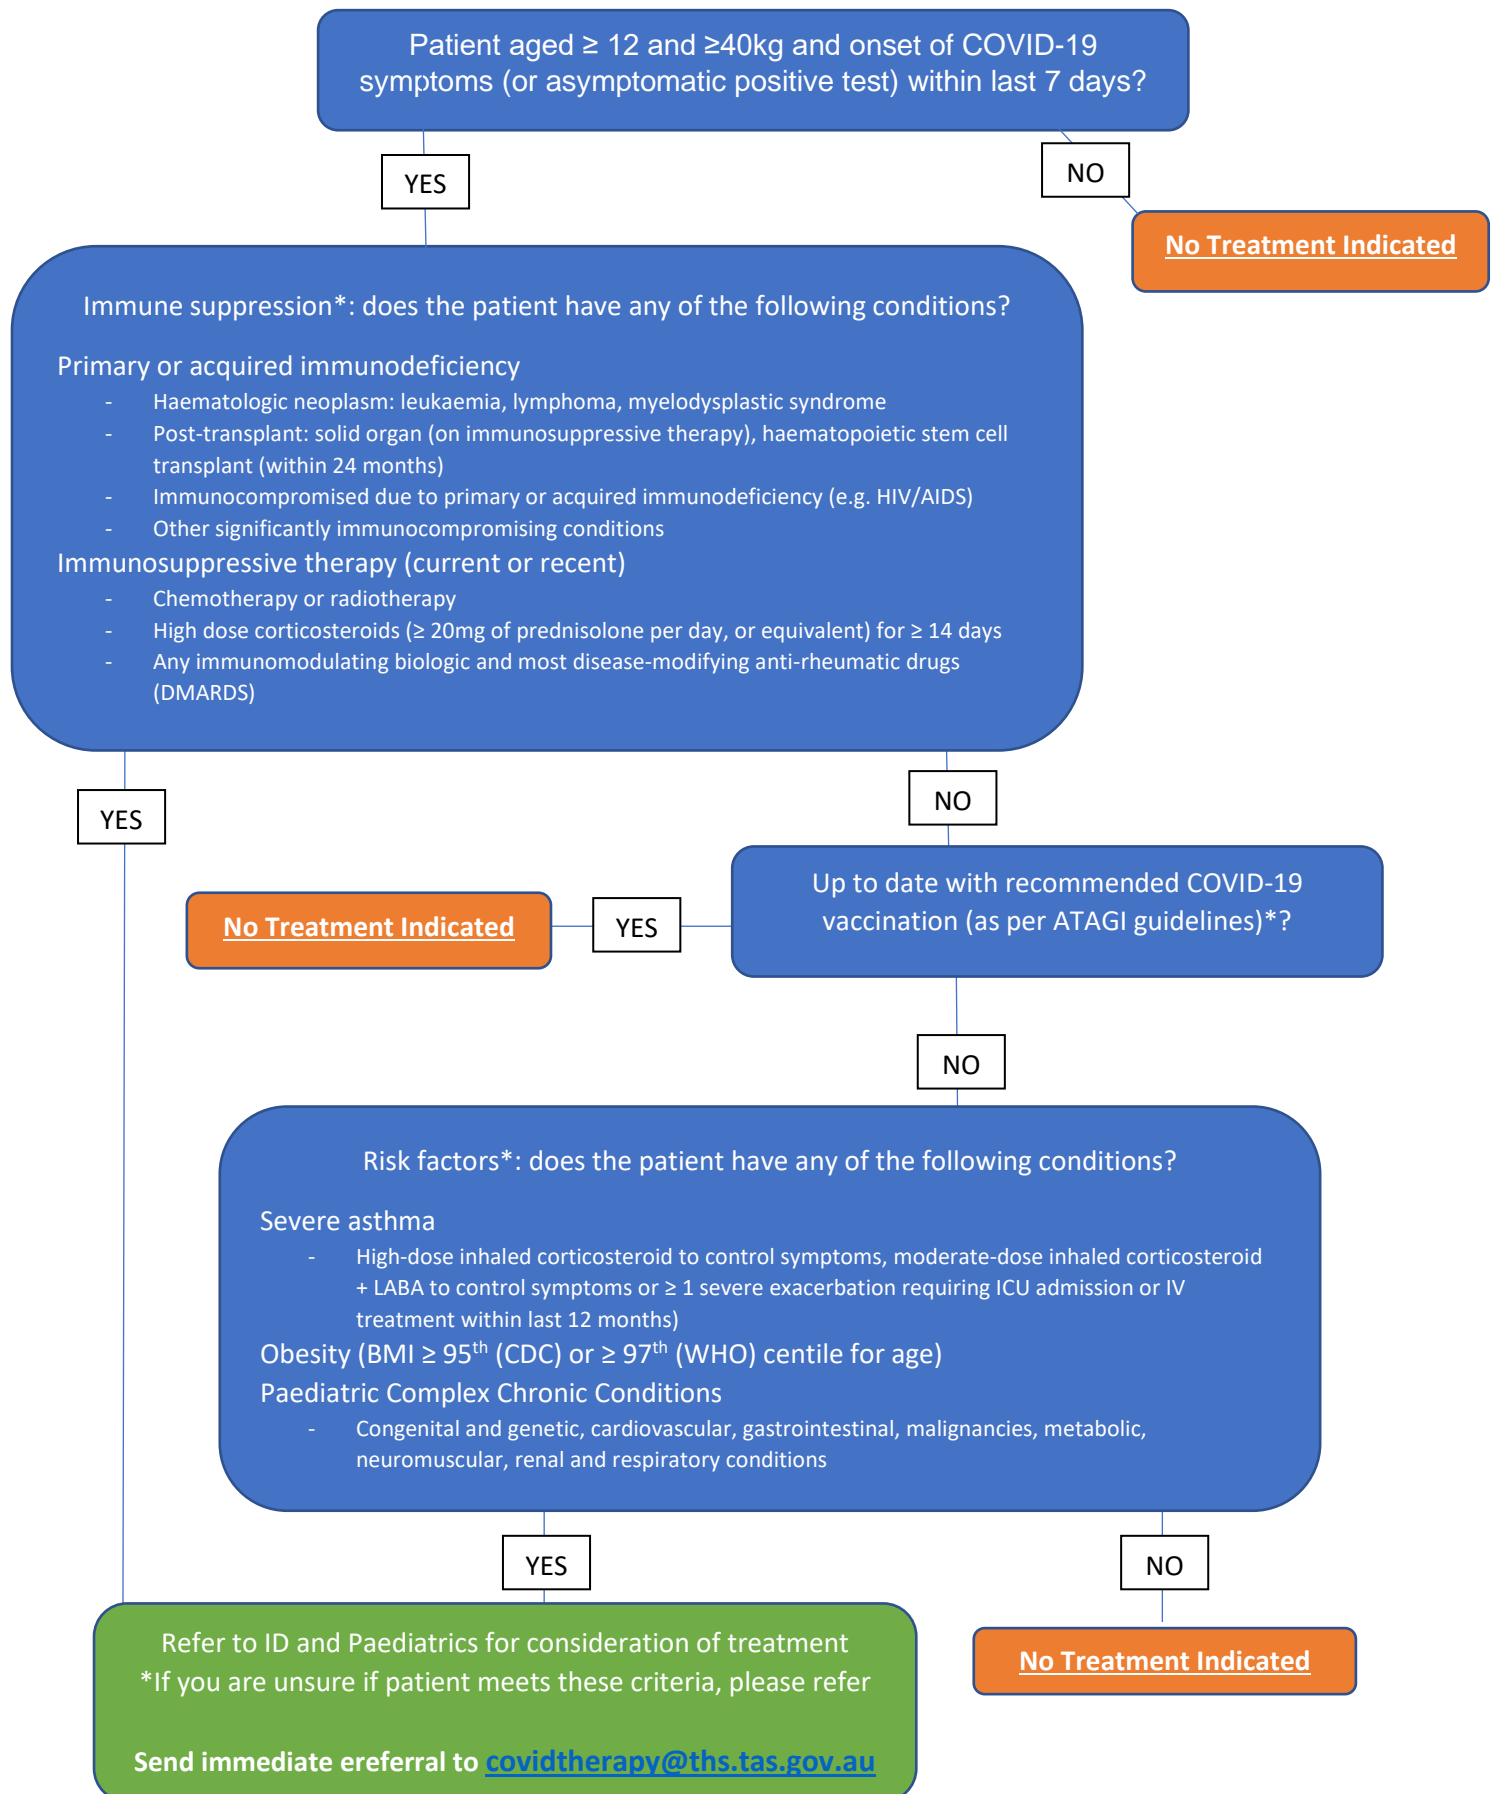 Patient aged ≥ 12 and ≥40kg and onset of COVID-19
symptoms (or asymptomatic positive test) within last 7 days?
YES
NO
No Treatment Indicated
Immune suppression*: does the patient have any of the following conditions?
Primary or acquired immunodeficiency
- Haematologic neoplasm: leukaemia, lymphoma, myelodysplastic syndrome
- Post-transplant: solid organ (on immunosuppressive therapy), haematopoietic stem cell
transplant (within 24 months)
- Immunocompromised due to primary or acquired immunodeficiency (e.g. HIV/AIDS)
- Other significantly immunocompromising conditions
Immunosuppressive therapy (current or recent)
- Chemotherapy or radiotherapy
- High dose corticosteroids (≥ 20mg of prednisolone per day, or equivalent) for ≥ 14 days
- Any immunomodulating biologic and most disease-modifying anti-rheumatic drugs
(DMARDS)
YES
NO
Up to date with recommended COVID-19
vaccination (as per ATAGI guidelines)*?
YES
No Treatment Indicated
NO
Risk factors*: does the patient have any of the following conditions?
Severe asthma
- High-dose inhaled corticosteroid to control symptoms, moderate-dose inhaled corticosteroid
+ LABA to control symptoms or ≥ 1 severe exacerbation requiring ICU admission or IV
treatment within last 12 months)
Obesity (BMI ≥ 95th (CDC) or ≥ 97th (WHO) centile for age)
Paediatric Complex Chronic Conditions
- Congenital and genetic, cardiovascular, gastrointestinal, malignancies, metabolic,
neuromuscular, renal and respiratory conditions
YES
NO
Refer to ID and Paediatrics for consideration of treatment
*If you are unsure if patient meets these criteria, please refer
Send immediate ereferral to covidtherapy@ths.tas.gov.au
No Treatment Indicated